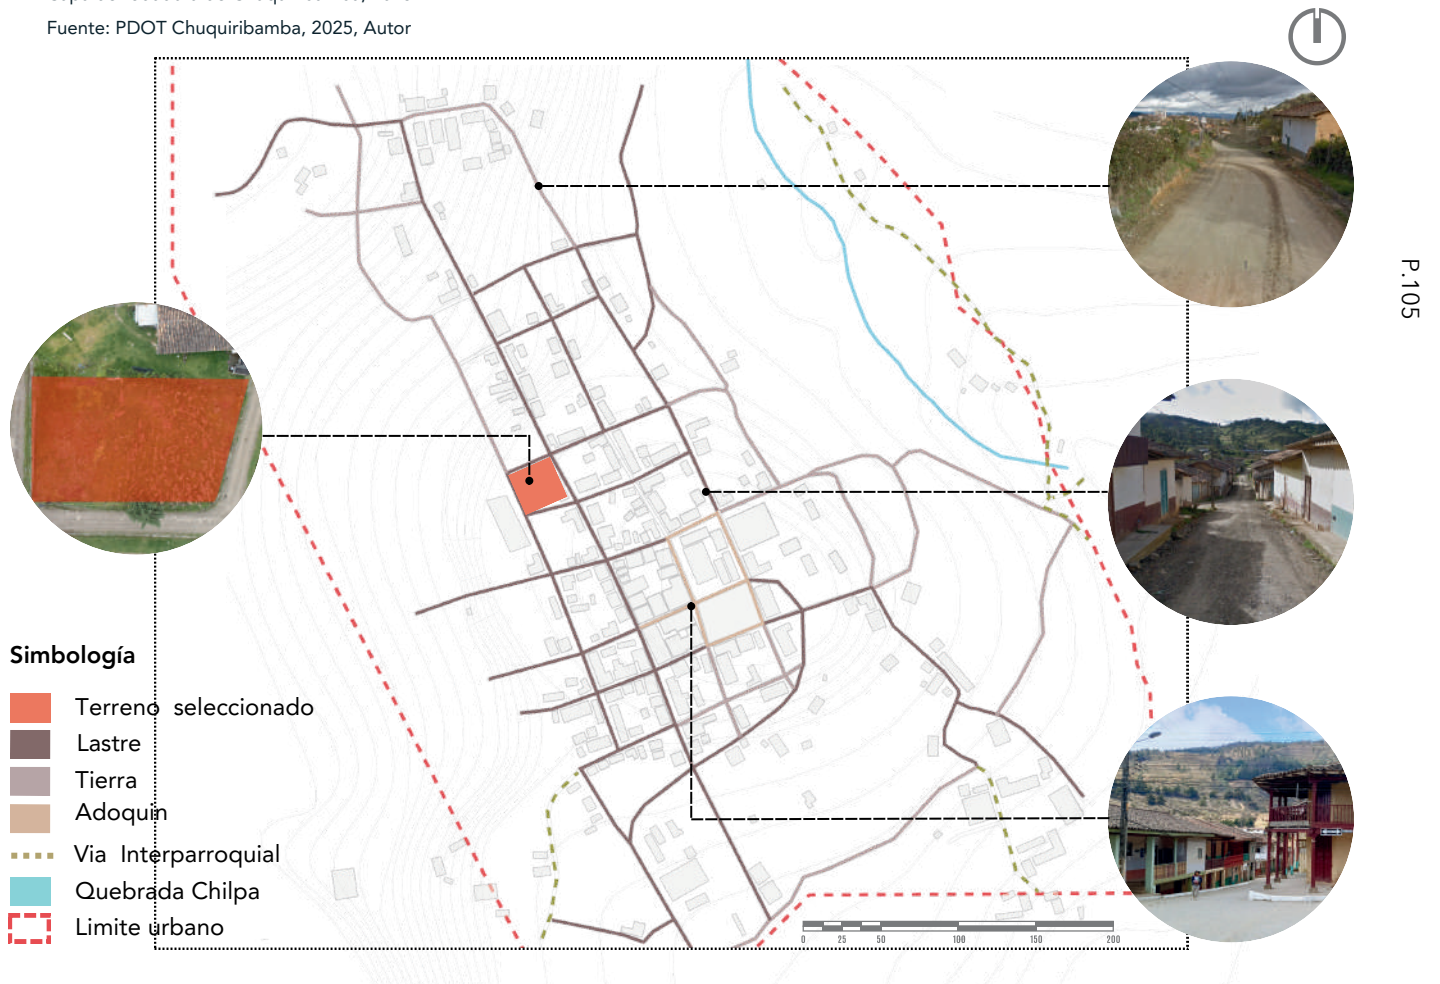 Fuente: PDOT Chuquiribamba, 2025, Autor
P.105
Simbología
Terreno seleccionado
Lastre
Tierra
Adoquin
Via Interparroquial
Quebrada Chilpa
Limite urbano
0 25 50 100 150 200